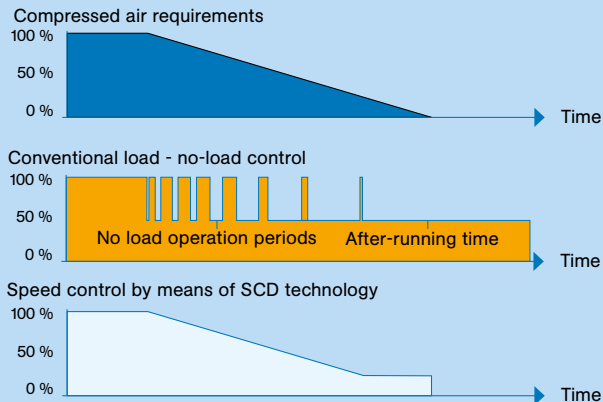 Compressed air requirements
100 %
50 %
0 %
Time
Conventional load - no-load control
100 %
50 %
No load operation periods
After-running time
0 %
Time
Speed control by means of SCD technology
100 %
50 %
0 %
Time